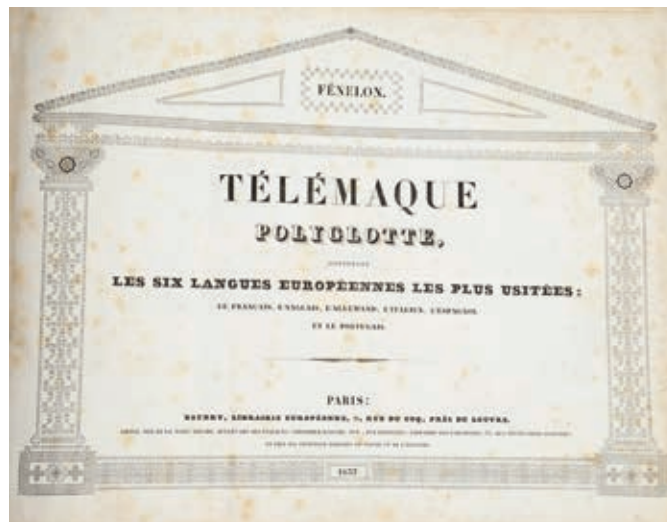 FÉNELON.
TÉLÉMAQUE
POLYGLOTTE,
CONTENANT
LES SIX LANGUES EUROPÉENNES LES PLUS USITÉES:
LE FRANÇAIS, L'ANGLAIS, L'ALLEMAND, L'ITALIEN, L'ESPAGNOL
ET LE PORTUGAIS.
PARIS:
BAUDRY, LIBRAIRIE EUROPÉENNE, 9, RUE DU COQ, PRÈS DU LOUVRE.
1837